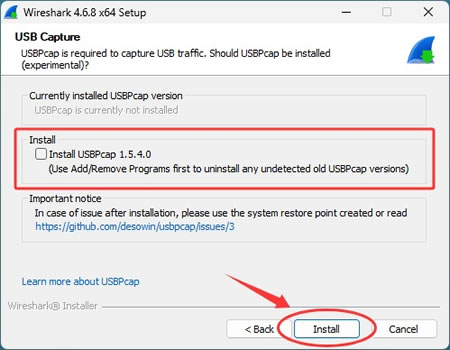 Wireshark 4.6.8 x64 Setup
USB Capture
USBPcap is required to capture USB traffic. Should USBPcap be installed
(experimental)?
Currently installed USBPcap version
USBPcap is currently not installed
Install
Install USBPcap 1.5.4.0
(Use Add/Remove Programs first to uninstall any undetected old USBPcap versions)
Important notice
In case of issue after installation, please use the system restore point created or read
https://github.com/desowin/usbpcap/issues/3
Learn more about USBPcap
Wireshark® Installer
< Back
Install
Cancel